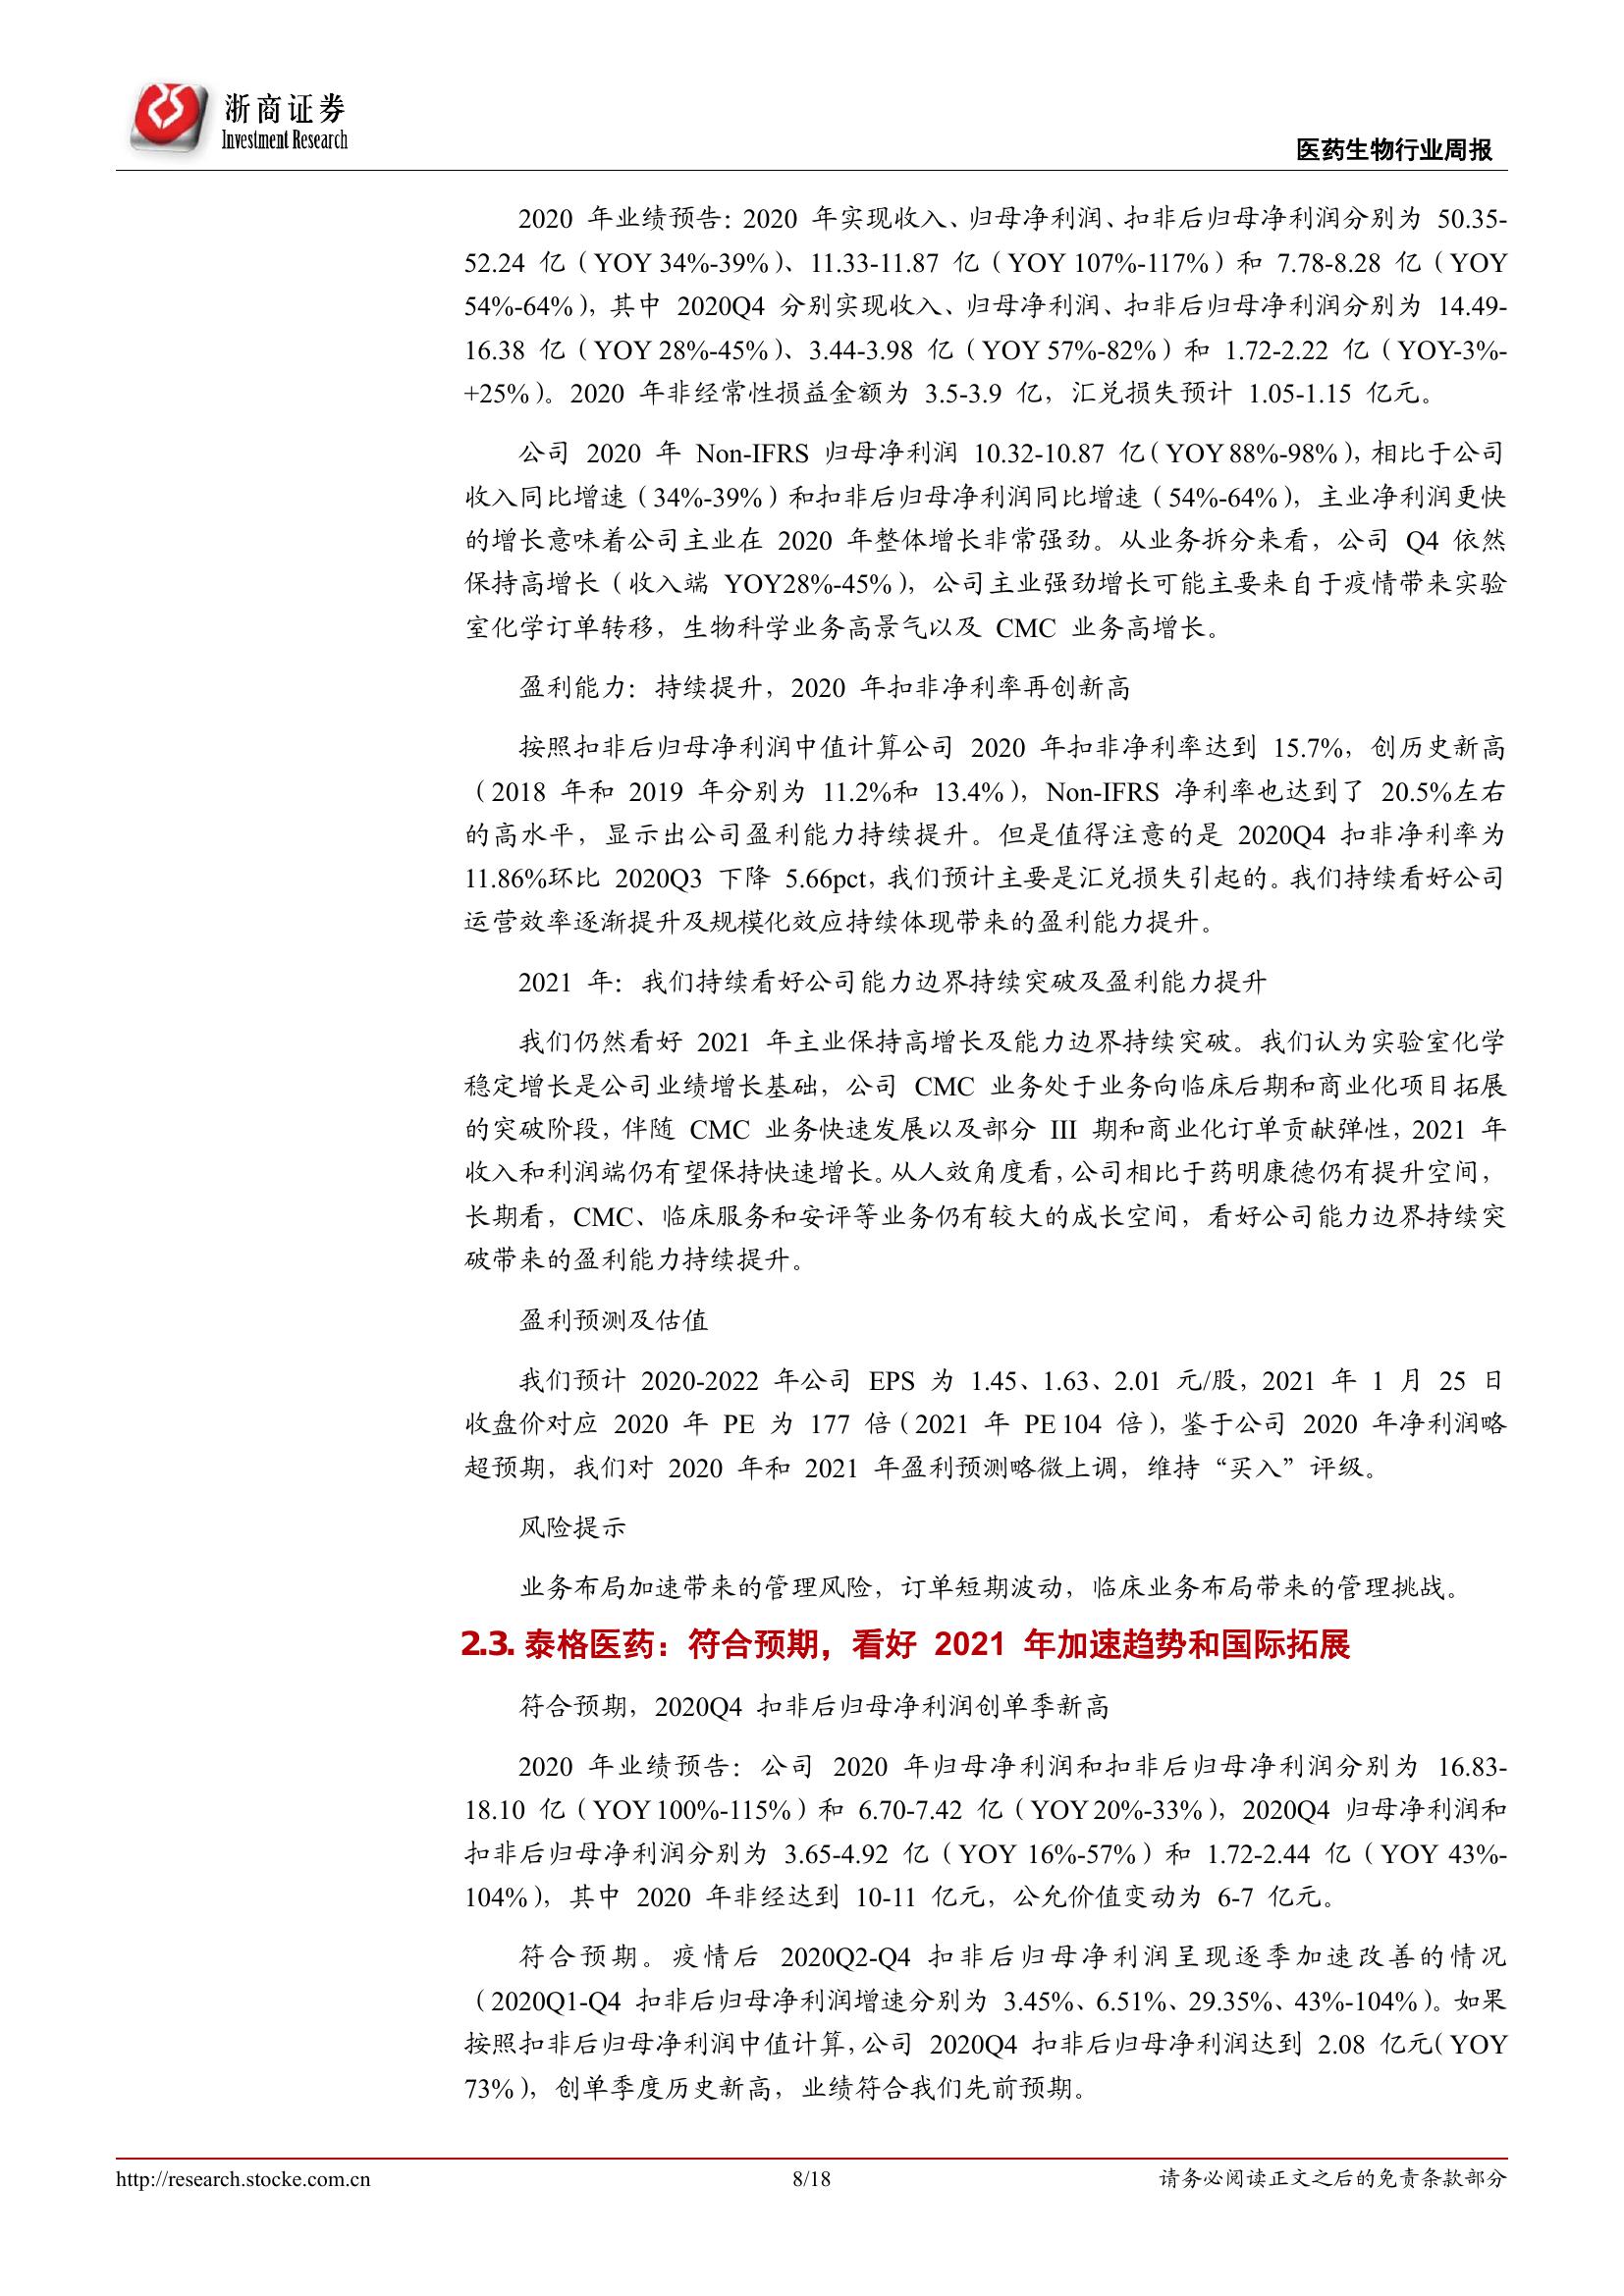 浙商证券
Investment Research
医药生物行业周报
2020 年业绩预告：2020 年实现收入、归母净利润、扣非后归母净利润分别为 50.35-
52.24 亿（YOY 34%-39%）、11.33-11.87 亿（YOY 107%-117%）和 7.78-8.28 亿（YOY
54%-64%），其中 2020Q4 分别实现收入、归母净利润、扣非后归母净利润分别为 14.49-
16.38 亿（YOY 28%-45%）、3.44-3.98 亿（YOY 57%-82%）和 1.72-2.22 亿（YOY-3%-
+25%）。2020 年非经常性损益金额为 3.5-3.9 亿，汇兑损失预计 1.05-1.15 亿元。
公司 2020 年 Non-IFRS 归母净利润 10.32-10.87 亿（YOY 88%-98%），相比于公司
收入同比增速（34%-39%）和扣非后归母净利润同比增速（54%-64%），主业净利润更快
的增长意味着公司主业在 2020 年整体增长非常强劲。从业务拆分来看，公司 Q4 依然
保持高增长（收入端 YOY28%-45%），公司主业强劲增长可能主要来自于疫情带来实验
室化学订单转移，生物科学业务高景气以及 CMC 业务高增长。
盈利能力：持续提升，2020 年扣非净利率再创新高
按照扣非后归母净利润中值计算公司 2020 年扣非净利率达到 15.7%，创历史新高
（2018 年和 2019 年分别为 11.2%和 13.4%），Non-IFRS 净利率也达到了 20.5%左右
的高水平，显示出公司盈利能力持续提升。但是值得注意的是 2020Q4 扣非净利率为
11.86%环比 2020Q3 下降 5.66pct，我们预计主要是汇兑损失引起的。我们持续看好公司
运营效率逐渐提升及规模化效应持续体现带来的盈利能力提升。
2021 年：我们持续看好公司能力边界持续突破及盈利能力提升
我们仍然看好 2021 年主业保持高增长及能力边界持续突破。我们认为实验室化学
稳定增长是公司业绩增长基础，公司 CMC 业务处于业务向临床后期和商业化项目拓展
的突破阶段，伴随 CMC 业务快速发展以及部分 III 期和商业化订单贡献弹性，2021 年
收入和利润端仍有望保持快速增长。从人效角度看，公司相比于药明康德仍有提升空间，
长期看，CMC、临床服务和安评等业务仍有较大的成长空间，看好公司能力边界持续突
破带来的盈利能力持续提升。
盈利预测及估值
我们预计 2020-2022 年公司 EPS 为 1.45、1.63、2.01 元/股，2021 年 1 月 25 日
收盘价对应 2020 年 PE 为 177 倍（2021 年 PE 104 倍），鉴于公司 2020 年净利润略
超预期，我们对 2020 年和 2021 年盈利预测略微上调，维持“买入”评级。
风险提示
业务布局加速带来的管理风险，订单短期波动，临床业务布局带来的管理挑战。
2.3. 泰格医药：符合预期，看好 2021 年加速趋势和国际拓展
符合预期，2020Q4 扣非后归母净利润创单季新高
2020 年业绩预告：公司 2020 年归母净利润和扣非后归母净利润分别为 16.83-
18.10 亿（YOY 100%-115%）和 6.70-7.42 亿（YOY 20%-33%），2020Q4 归母净利润和
扣非后归母净利润分别为 3.65-4.92 亿（YOY 16%-57%）和 1.72-2.44 亿（YOY 43%-
104%），其中 2020 年非经达到 10-11 亿元，公允价值变动为 6-7 亿元。
符合预期。疫情后 2020Q2-Q4 扣非后归母净利润呈现逐季加速改善的情况
（2020Q1-Q4 扣非后归母净利润增速分别为 3.45%、6.51%、29.35%、43%-104%）。如果
按照扣非后归母净利润中值计算，公司 2020Q4 扣非后归母净利润达到 2.08 亿元（YOY
73%），创单季度历史新高，业绩符合我们先前预期。
http://research.stocke.com.cn
8/18
请务必阅读正文之后的免责条款部分